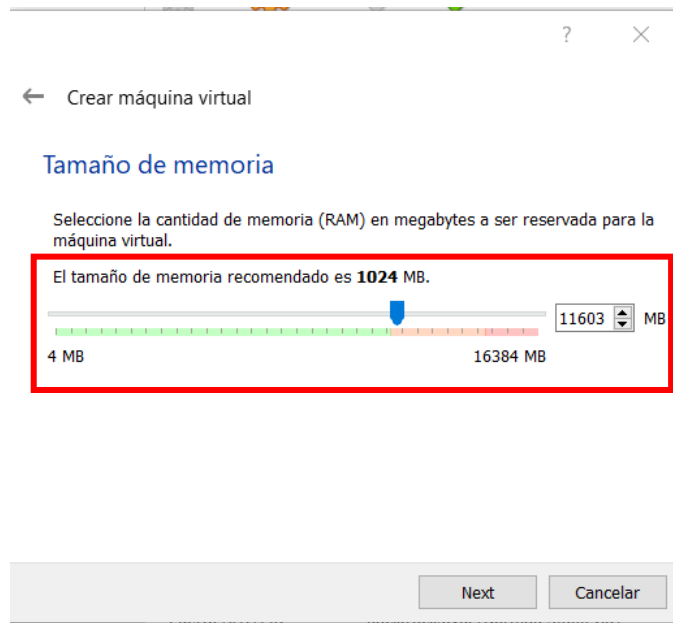 ?
Crear máquina virtual
Tamaño de memoria
Seleccione la cantidad de memoria (RAM) en megabytes a ser reservada para la
máquina virtual.
El tamaño de memoria recomendado es 1024 MB.
11603 MB
4 MB 16384 MB
Next Cancelar